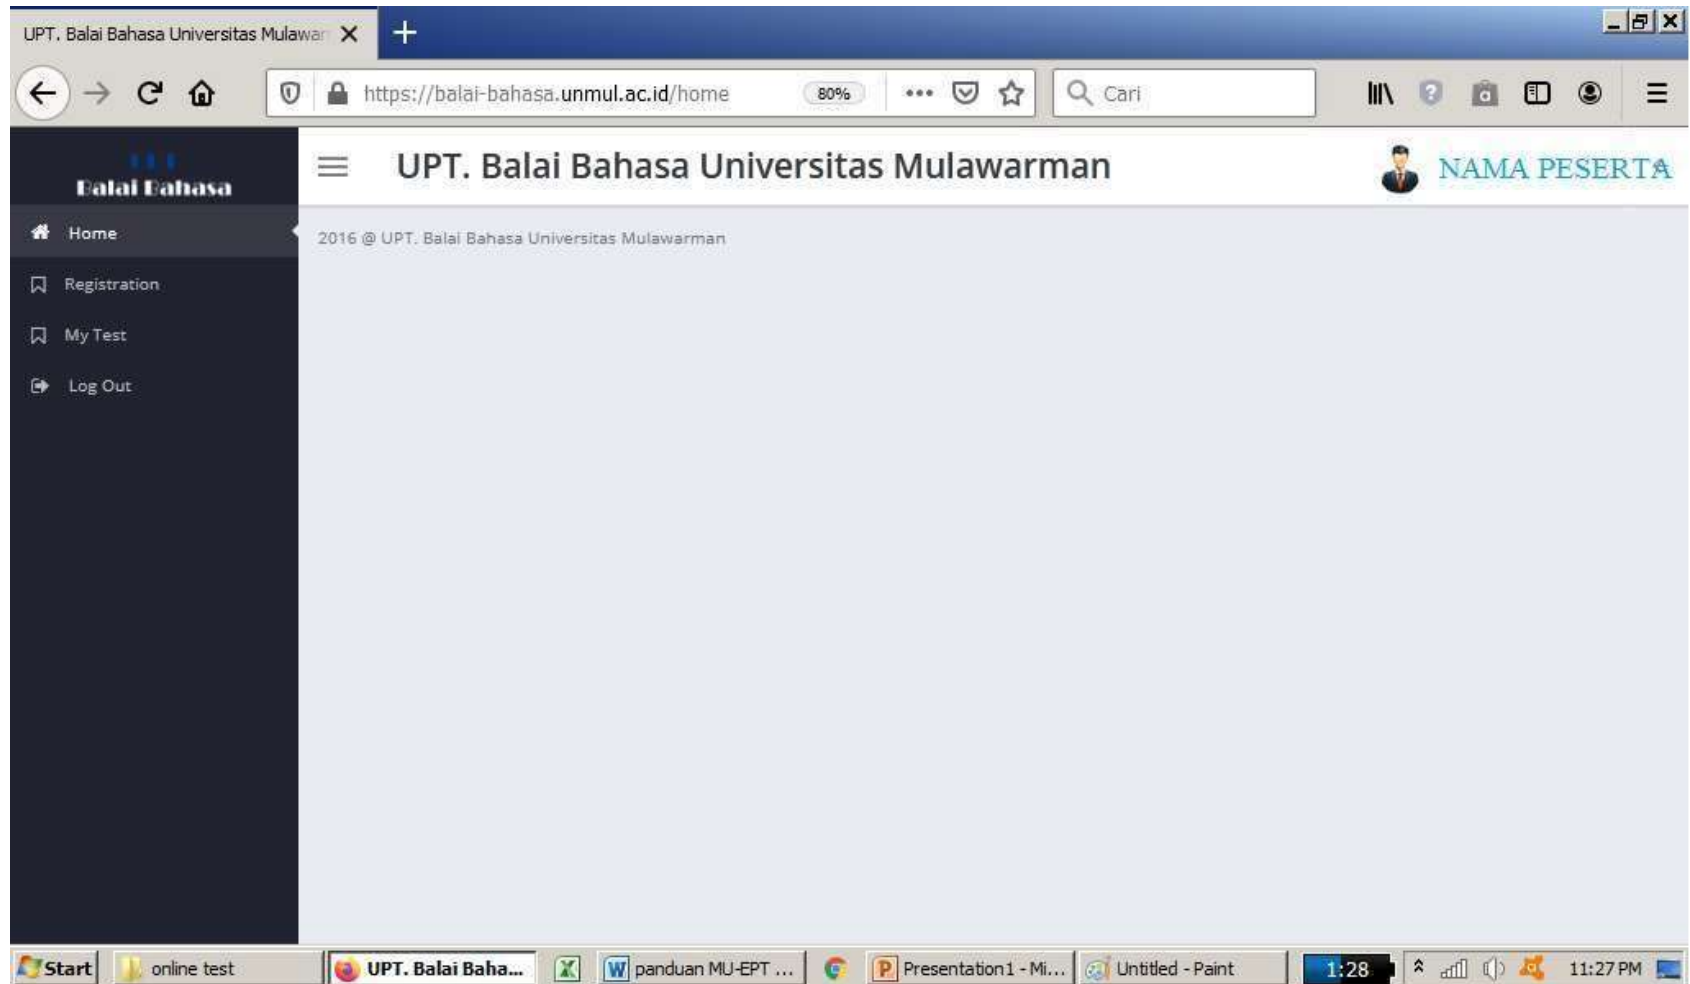 UPT. Balai Bahasa Universitas Mulawar
https://balai-bahasa.unmul.ac.id/home
80%
Cari
Balai Bahasa
UPT. Balai Bahasa Universitas Mulawarman
NAMA PESERTA
Home
2016 @ UPT. Balai Bahasa Universitas Mulawarman
Registration
My Test
Log Out
Start
online test
UPT. Balai Baha...
panduan MU-EPT ...
Presentation1 - Mi...
Untitled - Paint
1:28
11:27 PM